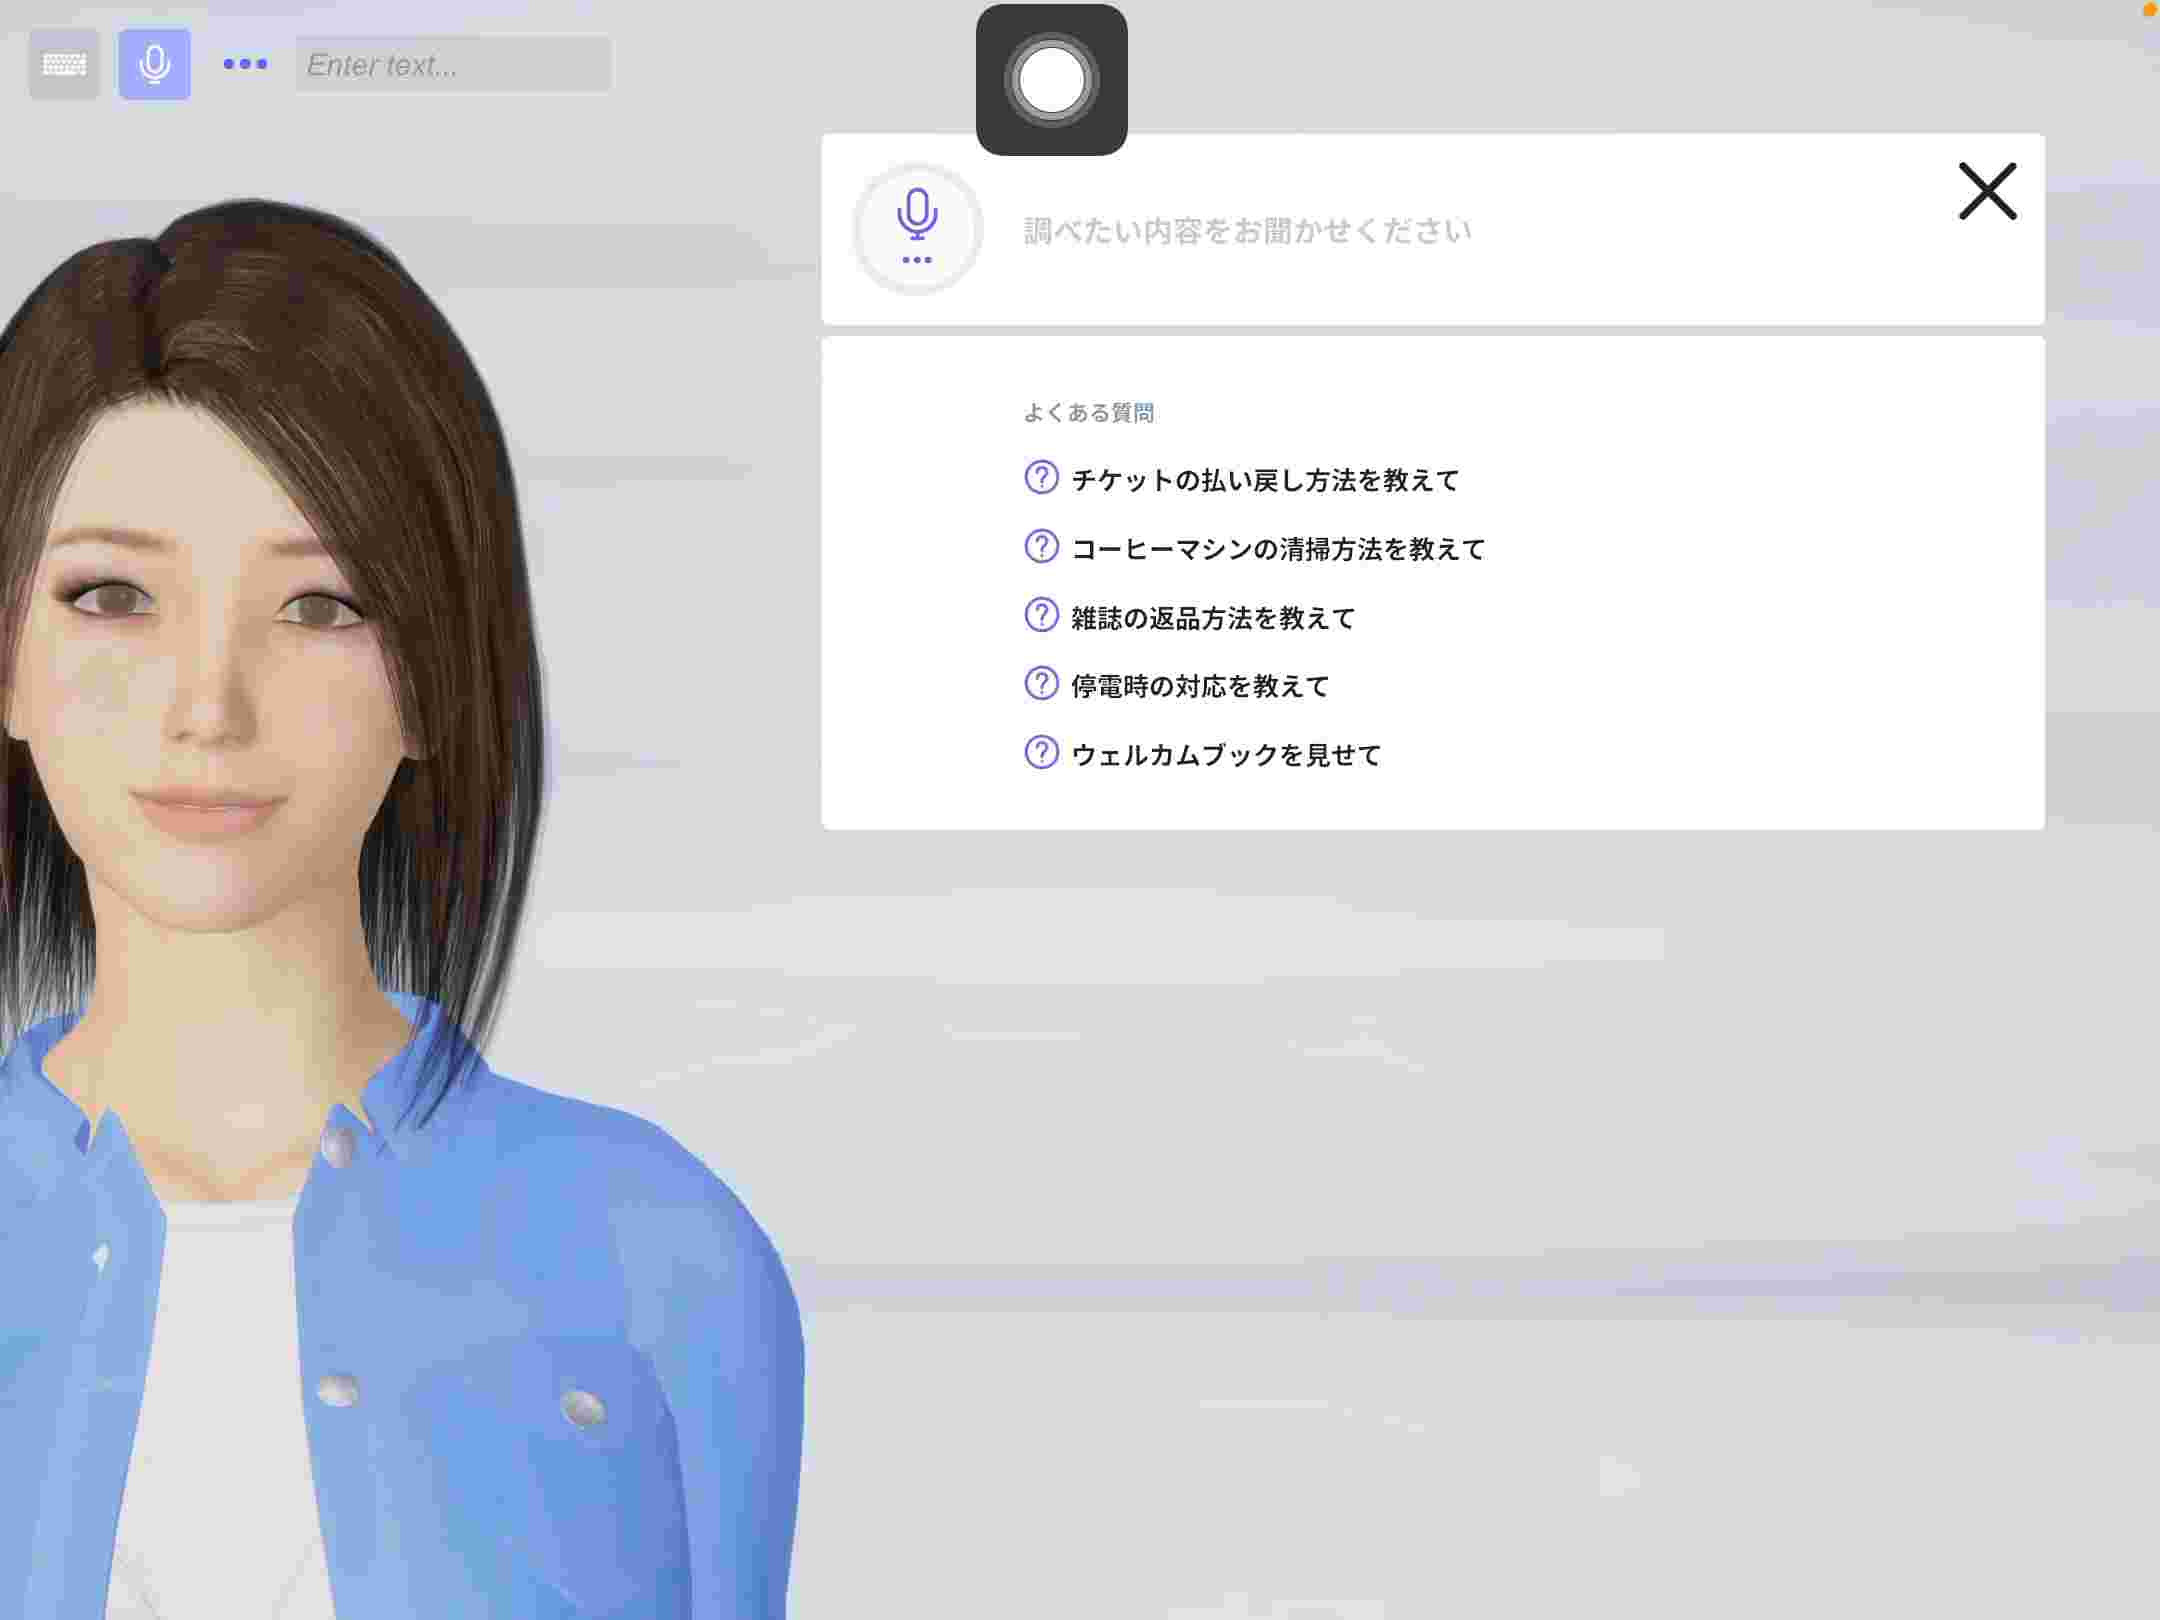 Enter text...
調べたい内容をお聞かせください
よくある質問
チケットの払い戻し方法を教えて
コーヒーマシンの清掃方法を教えて
雑誌の返品方法を教えて
停電時の対応を教えて
ウェルカムブックを見せて